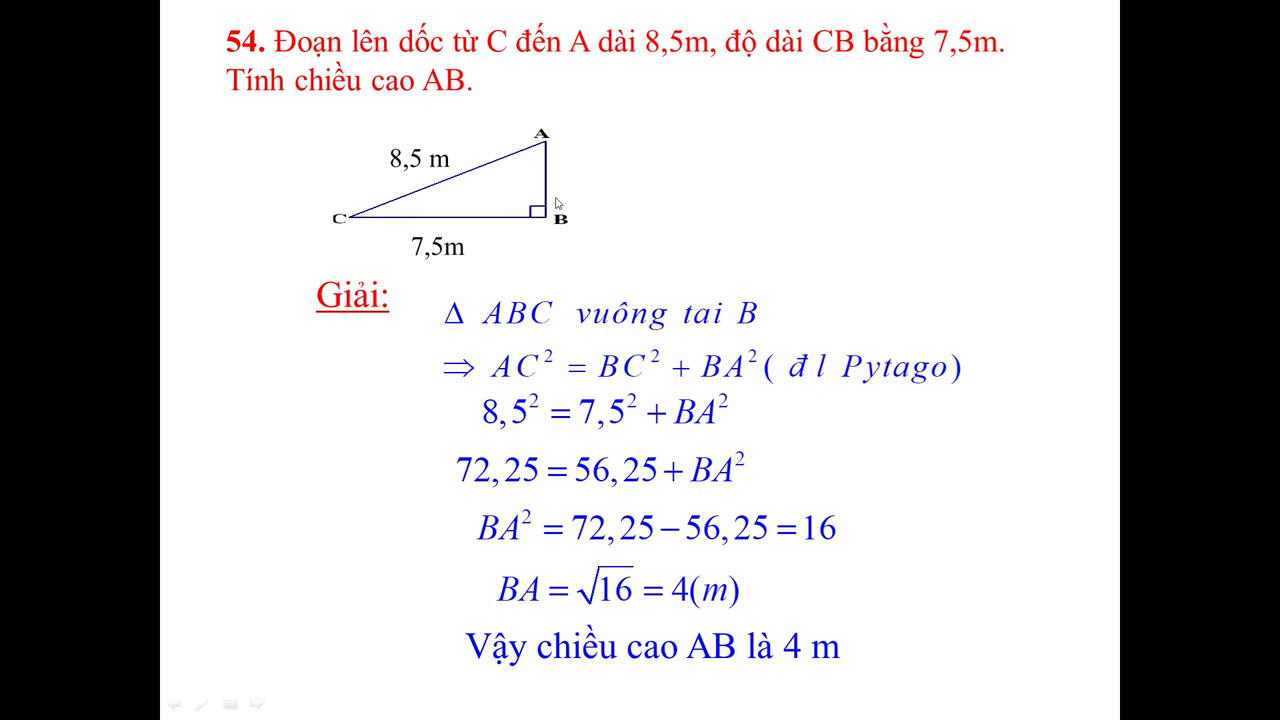 54. Đoạn lên dốc từ C đến A dài 8,5m, độ dài CB bằng 7,5m.
Tính chiều cao AB.
A
8,5 m
C
B
7,5m
Giải:
Δ ABC vuông tai B
⇒ AC² = BC² + BA² ( đ l Pytago)
8,5² = 7,5² + BA²
72,25 = 56,25 + BA²
BA² = 72,25 − 56,25 = 16
BA = √16 = 4(m)
Vậy chiều cao AB là 4 m